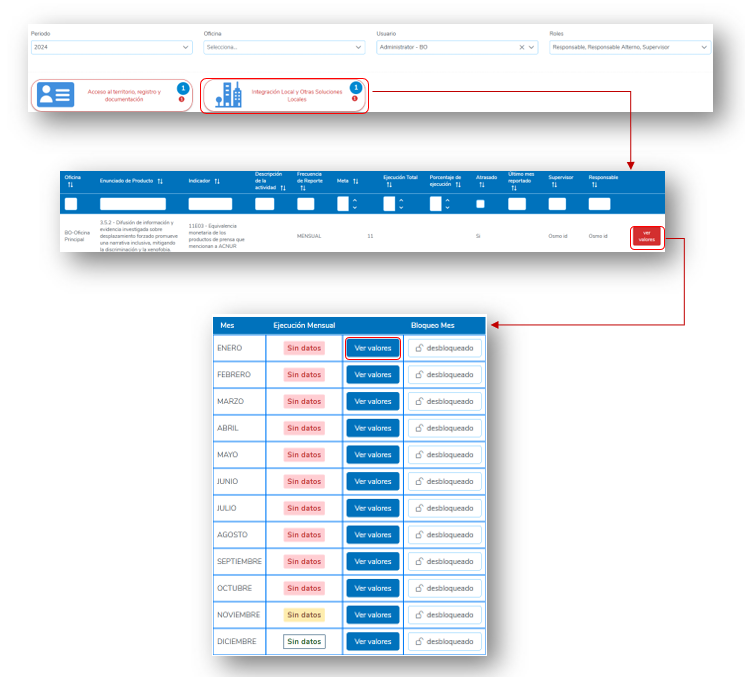 Periodo
Oficina
Usuario
Roles
2024
Selecciona...
Administrator - BO
Responsable, Responsable Alterno, Supervisor
Acceso al territorio, registro y
documentación
1
Integración Local y Otras Soluciones
Locales
1
Oficina
Enunciado de Producto
Indicador
Descripción
de la
actividad
Frecuencia
de Reporte
Meta
Ejecución Total
Porcentaje de
ejecución
Atrasado
Último mes
reportado
Supervisor
Responsable
BO-Oficina
Principal
3.5.2 - Difusión de información y
evidencia investigada sobre
desplazamiento forzado promueve
una narrativa inclusiva, mitigando
la discriminación y la xenofobia.
11E03 - Equivalencia
monetaria de los
productos de prensa que
mencionan a ACNUR
MENSUAL
11
Si
Osmo id
Osmo id
ver
valores
Mes
Ejecución Mensual
Bloqueo Mes
ENERO
Sin datos
Ver valores
desbloqueado
FEBRERO
Sin datos
Ver valores
desbloqueado
MARZO
Sin datos
Ver valores
desbloqueado
ABRIL
Sin datos
Ver valores
desbloqueado
MAYO
Sin datos
Ver valores
desbloqueado
JUNIO
Sin datos
Ver valores
desbloqueado
JULIO
Sin datos
Ver valores
desbloqueado
AGOSTO
Sin datos
Ver valores
desbloqueado
SEPTIEMBRE
Sin datos
Ver valores
desbloqueado
OCTUBRE
Sin datos
Ver valores
desbloqueado
NOVIEMBRE
Sin datos
Ver valores
desbloqueado
DICIEMBRE
Sin datos
Ver valores
desbloqueado